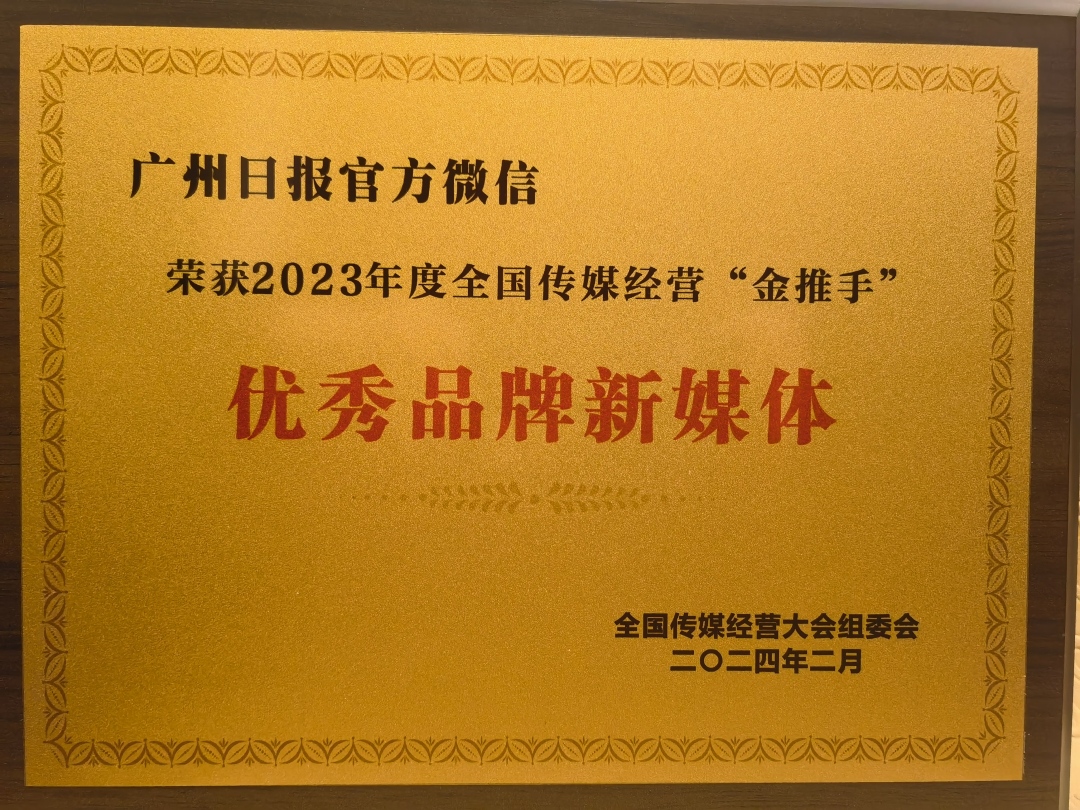 广州日报官方微信
荣获2023年度全国传媒经营“金推手”
优秀品牌新媒体
全国传媒经营大会组委会
二〇二四年二月